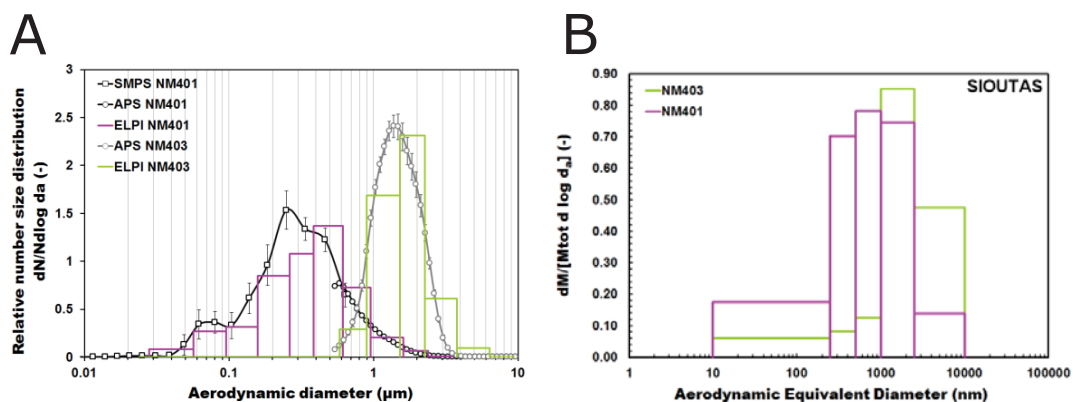 A
B
3
2.5
2
1.5
1
0.5
0
0.01
0.1
1
10
Relative number size distribution
dN/Ndlog da (-)
Aerodynamic diameter (µm)
SMPS NM401
APS NM401
ELPI NM401
APS NM403
ELPI NM403
0.90
0.80
0.70
0.60
0.50
0.40
0.30
0.20
0.10
0.00
1
10
100
1000
10000
100000
dM/[Mtot d log da] (-)
Aerodynamic Equivalent Diameter (nm)
NM403
NM401
SIOUTAS